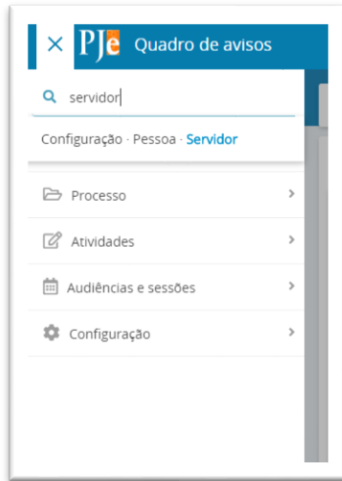 PJe Quadro de avisos
servidor
Configuração · Pessoa · Servidor
Processo
Atividades
Audiências e sessões
Configuração